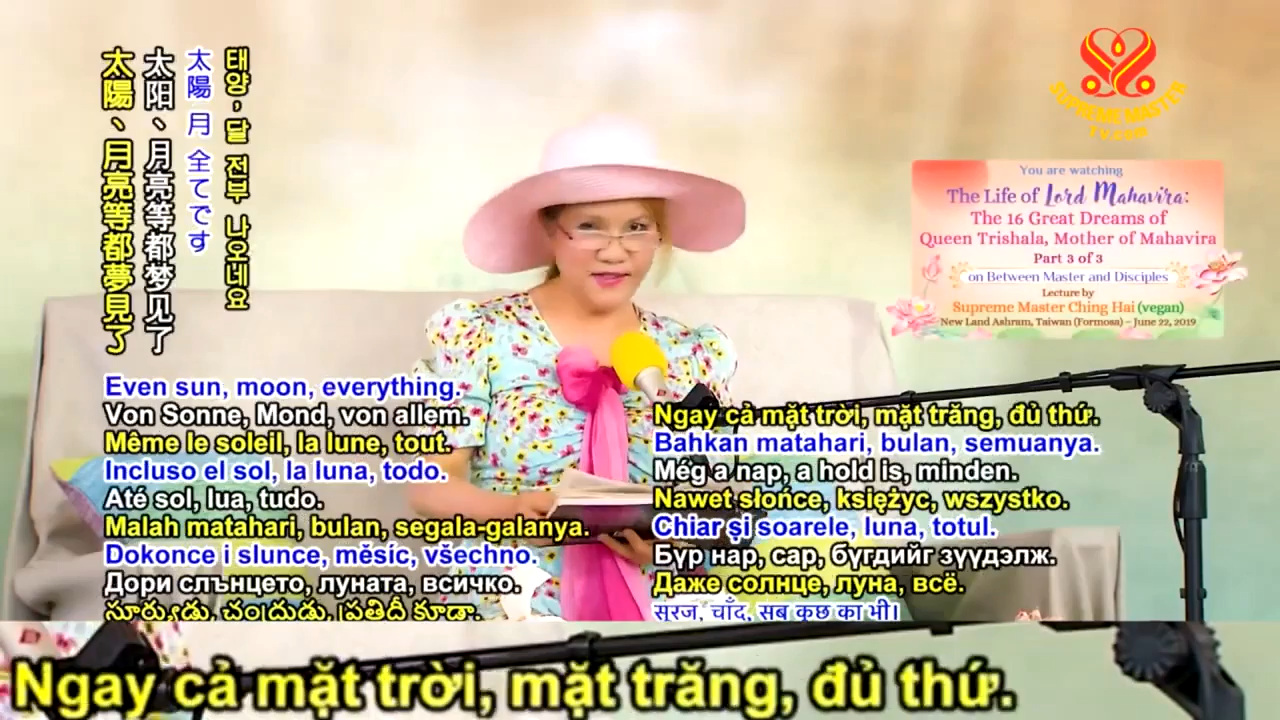 太陽、月亮等都夢見了
太阳、月亮等都梦见了
太陽 月 全てです
태양, 달 전부 나오네요
SUPREME MASTER
TV.COM
You are watching
The Life of Lord Mahavira:
The 16 Great Dreams of
Queen Trishala, Mother of Mahavira
Part 3 of 3
on Between Master and Disciples
Lecture by
Supreme Master Ching Hai (vegan)
New Land Ashram, Taiwan (Formosa) – June 22, 2019
Even sun, moon, everything.
Von Sonne, Mond, von allem.
Même le soleil, la lune, tout.
Incluso el sol, la luna, todo.
Até sol, lua, tudo.
Malah matahari, bulan, segala-galanya.
Dokonce i slunce, měsíc, všechno.
Дори слънцето, луната, всичко.
సూర్యుడు, చంద్రుడు, ప్రతిదీ కూడా.
Ngay cả mặt trời, mặt trăng, đủ thứ.
Bahkan matahari, bulan, semuanya.
Még a nap, a hold is, minden.
Nawet słońce, księżyc, wszystko.
Chiar și soarele, luna, totul.
Бүр нар, сар, бүгдийг зүүдэлж.
Даже солнце, луна, всё.
सूरज, चाँद, सब कुछ का भी।
Ngay cả mặt trời, mặt trăng, đủ thứ.